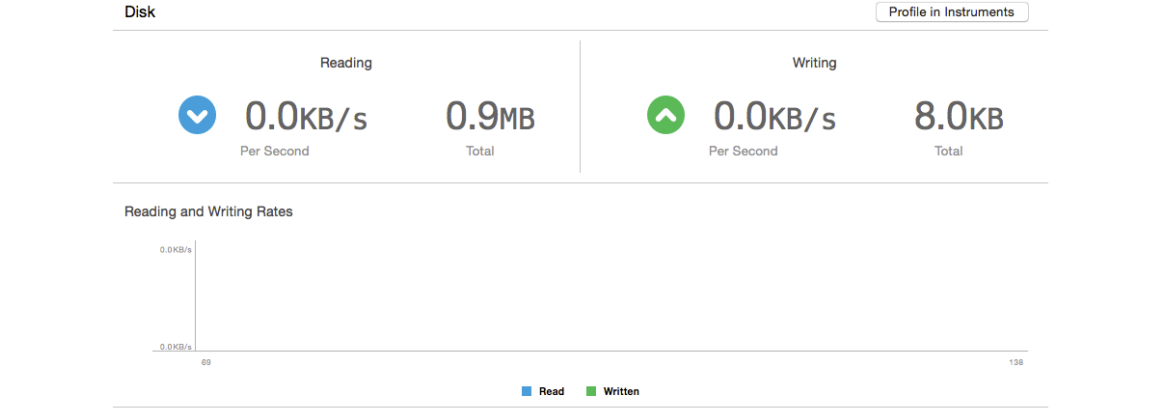 Disk
Profile in Instruments
Reading
Writing
0.0KB/s
0.9MB
0.0KB/s
8.0KB
Per Second
Total
Per Second
Total
Reading and Writing Rates
0.0KB/s
0.0KB/s
69
138
Read
Written